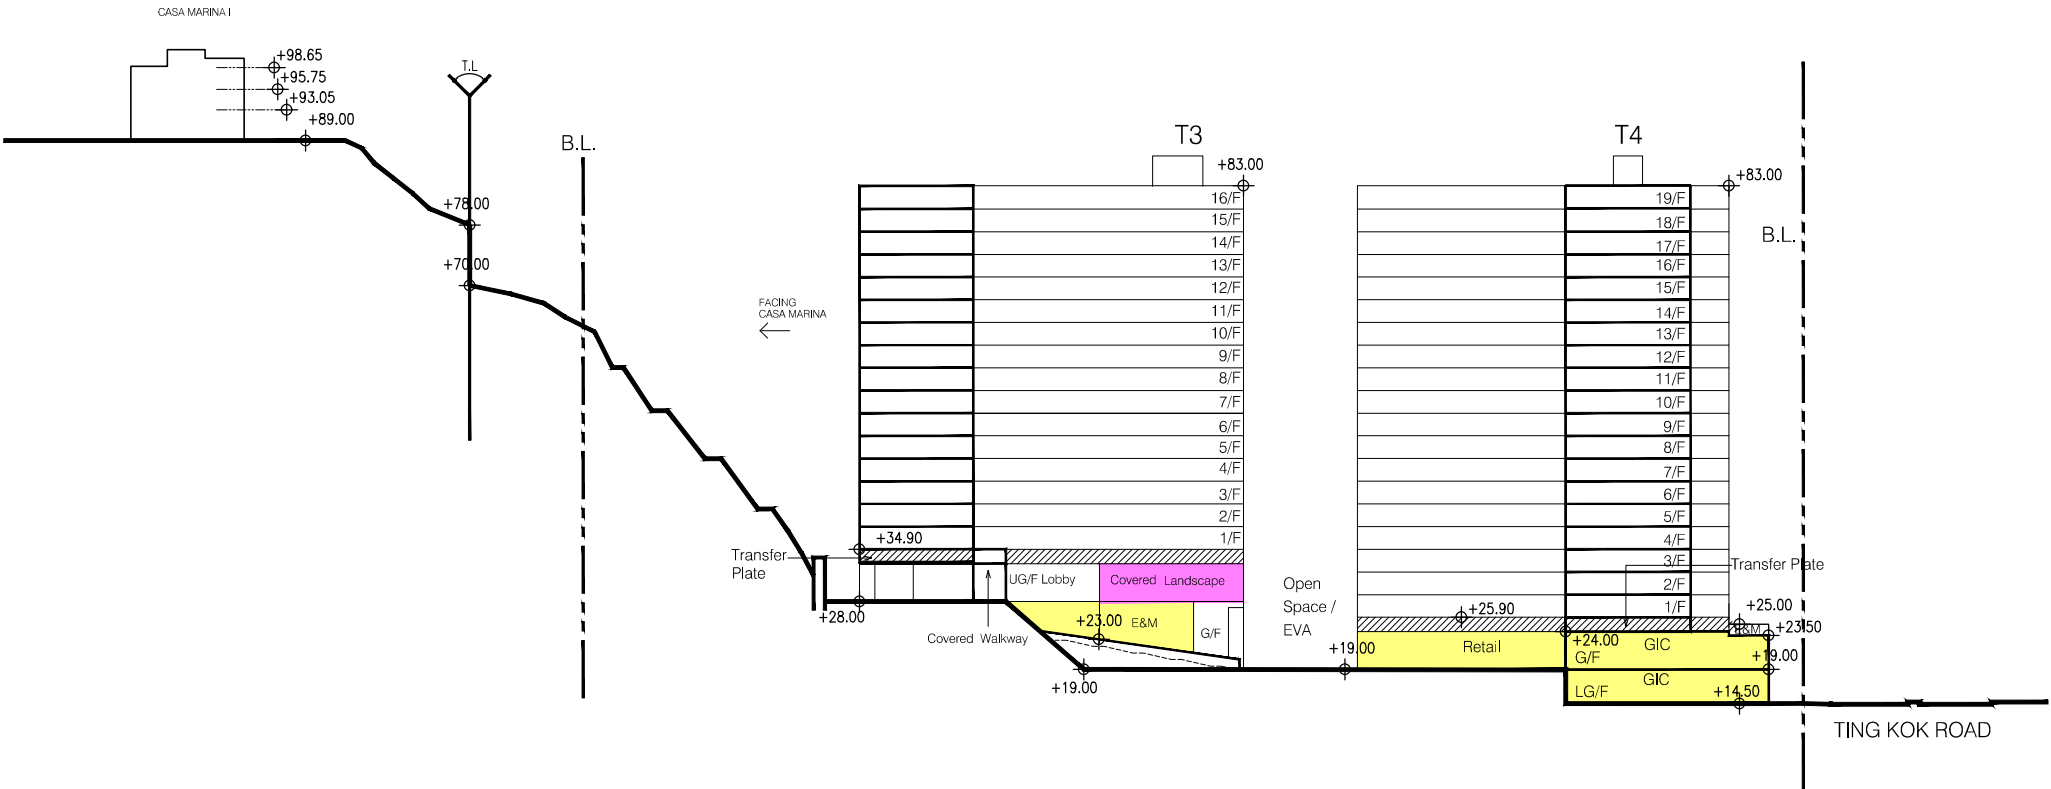 CASA MARINA I
+98.65
+95.75
+93.05
+89.00
T.L
+78.00
+70.00
B.L.
FACING
CASA MARINA
T3
+83.00
16/F
15/F
14/F
13/F
12/F
11/F
10/F
9/F
8/F
7/F
6/F
5/F
4/F
3/F
2/F
1/F
+34.90
Transfer
Plate
UG/F Lobby
Covered Landscape
+28.00
Covered Walkway
+23.00
E&M
G/F
+19.00
Open
Space /
EVA
+19.00
T4
+83.00
B.L.
19/F
18/F
17/F
16/F
15/F
14/F
13/F
12/F
11/F
10/F
9/F
8/F
7/F
6/F
5/F
4/F
3/F
2/F
1/F
Transfer Plate
+25.90
+25.00
E&M
+23.50
Retail
+24.00
GIC
G/F
+19.00
GIC
LG/F
+14.50
TING KOK ROAD